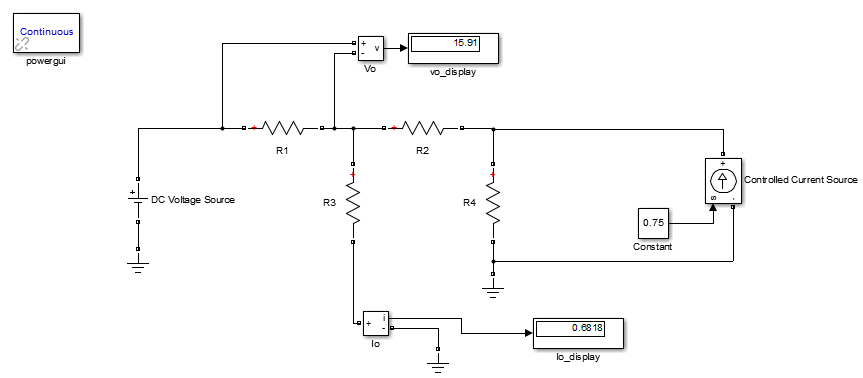 Continuous
powergui
+
-
v
Vo
15.91
vo_display
+
R1
+
R2
+
DC Voltage Source
+
R3
+
R4
+
s
-
Controlled Current Source
0.75
Constant
+
i
-
Io
0.6818
Io_display